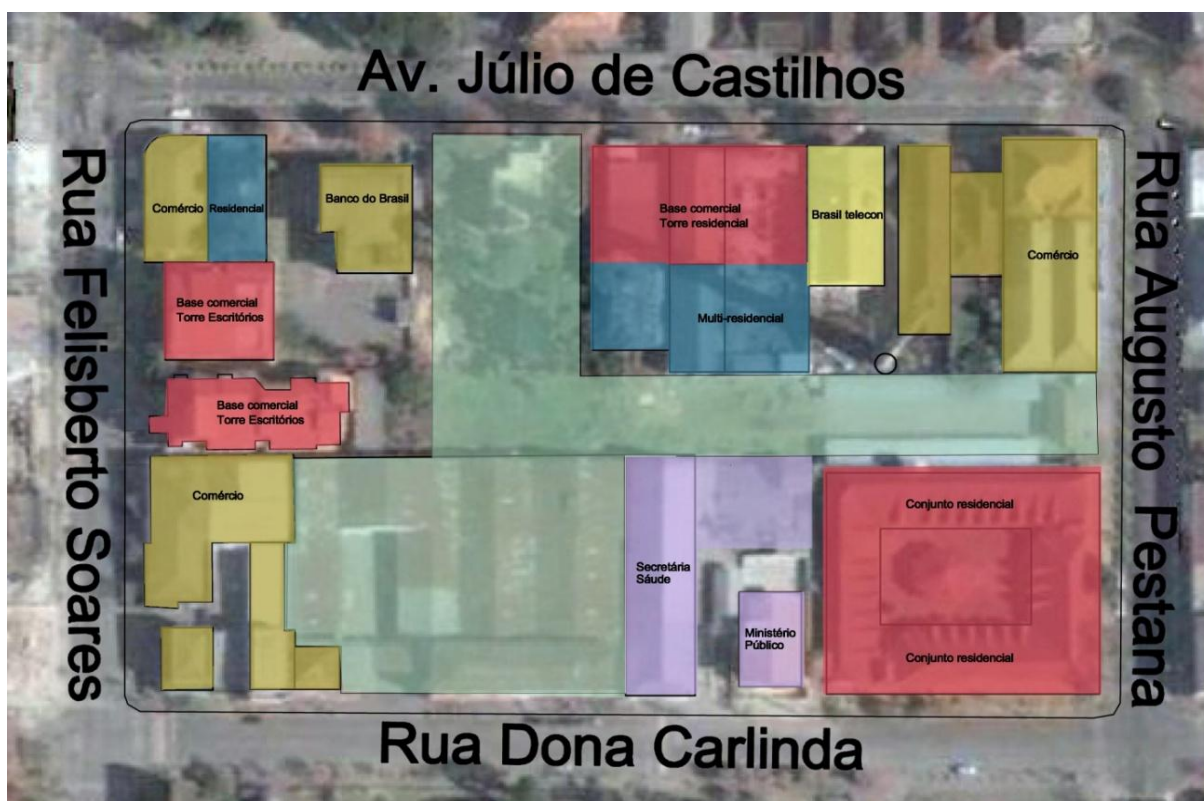 Av. Júlio de Castilhos
Rua Felisberto Soares
Rua Augusto Pestana
Comércio
Residencial
Banco do Brasil
Base comercial
Torre residencial
Brasil telecon
Comércio
Base comercial
Torre Escritórios
Multi-residencial
Base comercial
Torre Escritórios
Comércio
Conjunto residencial
Secretária
Sáude
Ministério
Público
Conjunto residencial
Rua Dona Carlinda